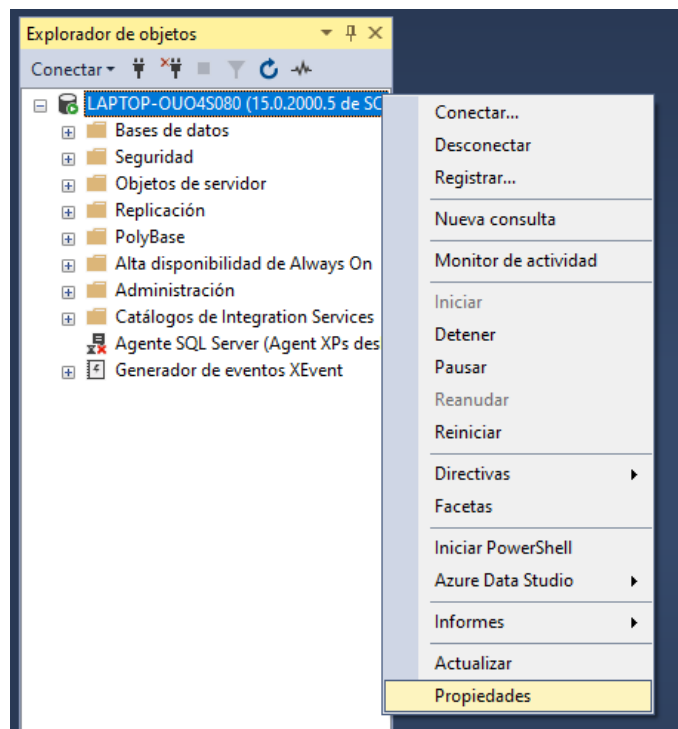 Explorador de objetos
Conectar
LAPTOP-OUO4S080 (15.0.2000.5 de SC
Bases de datos
Seguridad
Objetos de servidor
Replicación
PolyBase
Alta disponibilidad de Always On
Administración
Catálogos de Integration Services
Agente SQL Server (Agent XPs des
Generador de eventos XEvent
Conectar...
Desconectar
Registrar...
Nueva consulta
Monitor de actividad
Iniciar
Detener
Pausar
Reanudar
Reiniciar
Directivas
Facetas
Iniciar PowerShell
Azure Data Studio
Informes
Actualizar
Propiedades